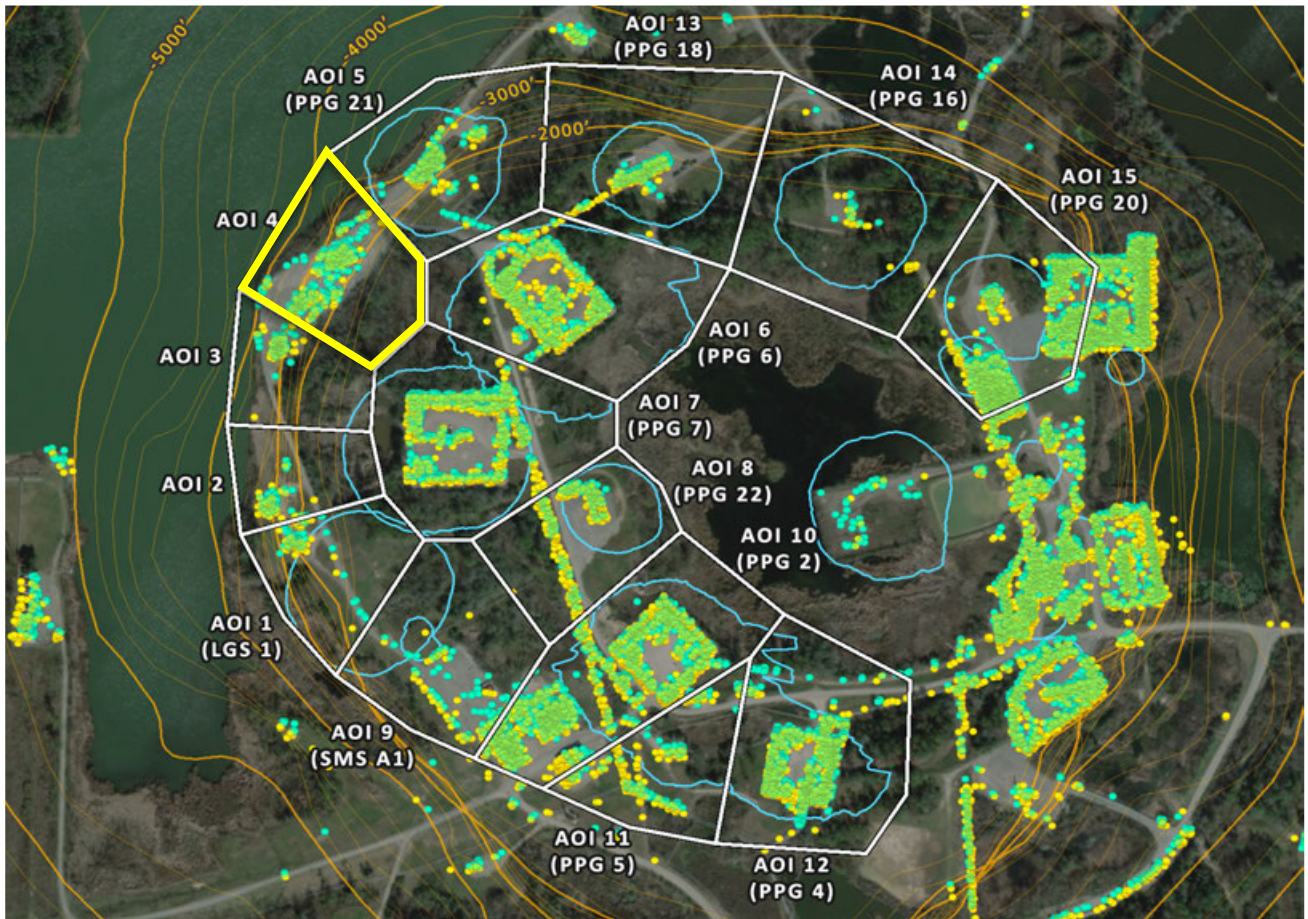 -5000'
-4000'
AOI 13
(PPG 18)
AOI 5
(PPG 21)
-3000'
-2000'
AOI 14
(PPG 16)
AOI 15
(PPG 20)
AOI 4
AOI 3
AOI 6
(PPG 6)
AOI 7
(PPG 7)
AOI 2
AOI 8
(PPG 22)
AOI 10
(PPG 2)
AOI 1
(LGS 1)
AOI 9
(SMS A1)
AOI 11
(PPG 5)
AOI 12
(PPG 4)